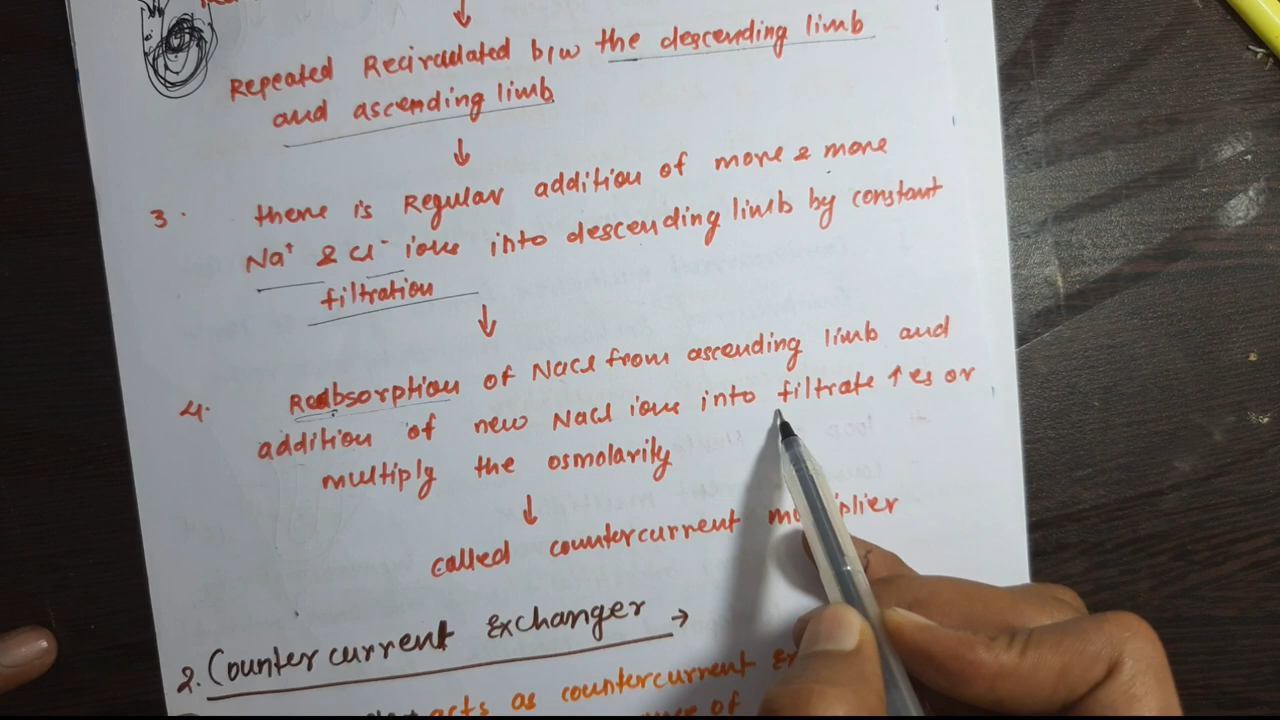 Repeated Recirculated b/w the descending limb
and ascending limb
↓
3. there is Regular addition of more & more
Na⁺ & Cl⁻ ions into descending limb by constant
filtration
↓
4. Reabsorption of NaCl from ascending limb and
addition of new NaCl ions into filtrate ↑es or
multiply the osmolarity
↓
called countercurrent multiplier
2. Countercurrent Exchanger →
acts as countercurrent
of